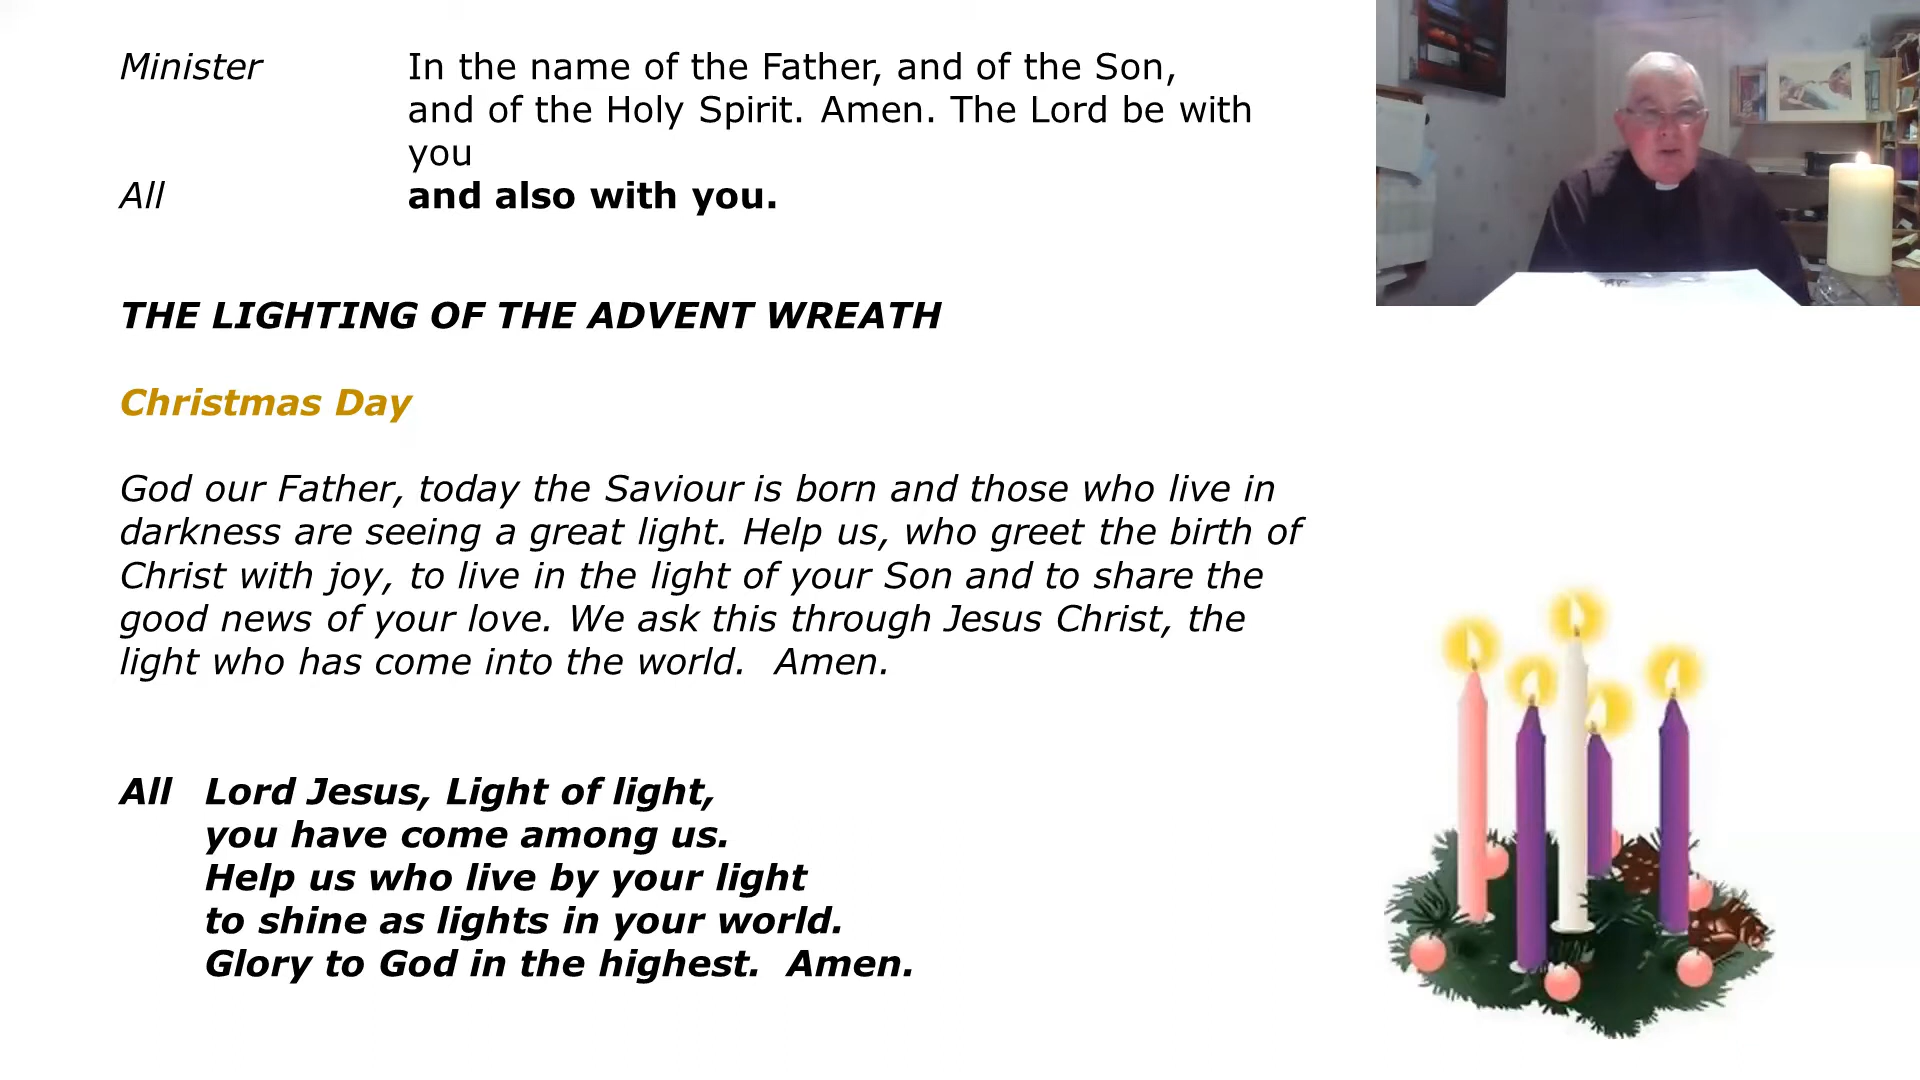 Minister In the name of the Father, and of the Son,
and of the Holy Spirit. Amen. The Lord be with
you
All and also with you.
THE LIGHTING OF THE ADVENT WREATH
Christmas Day
God our Father, today the Saviour is born and those who live in
darkness are seeing a great light. Help us, who greet the birth of
Christ with joy, to live in the light of your Son and to share the
good news of your love. We ask this through Jesus Christ, the
light who has come into the world. Amen.
All Lord Jesus, Light of light,
you have come among us.
Help us who live by your light
to shine as lights in your world.
Glory to God in the highest. Amen.